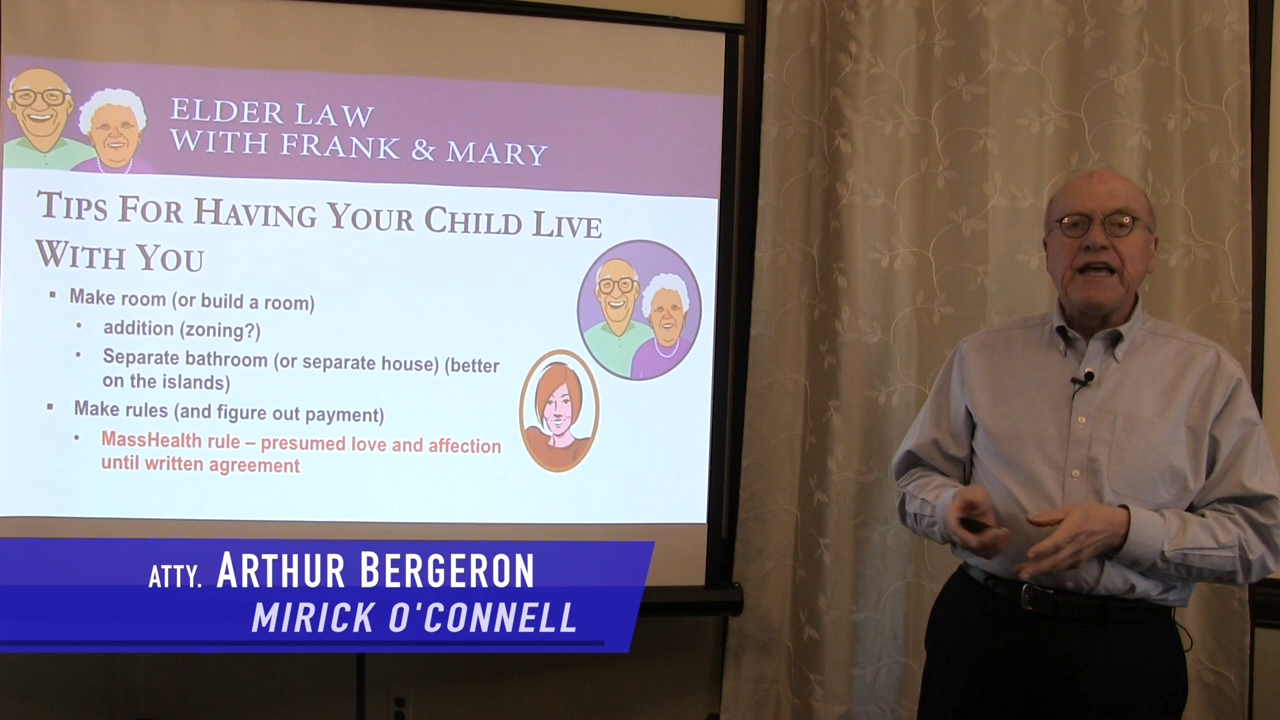 ELDER LAW
WITH FRANK & MARY
TIPS FOR HAVING YOUR CHILD LIVE
WITH YOU
▪ Make room (or build a room)
• addition (zoning?)
• Separate bathroom (or separate house) (better
on the islands)
▪ Make rules (and figure out payment)
• MassHealth rule – presumed love and affection
until written agreement
ATTY. ARTHUR BERGERON
MIRICK O'CONNELL